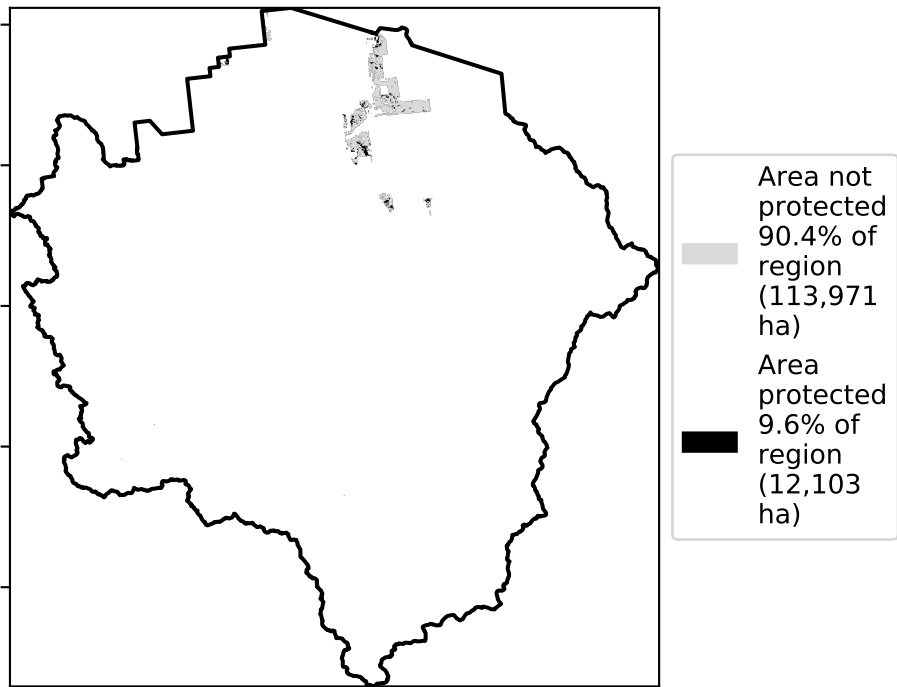 Area not
protected
90.4% of
region
(113,971
ha)
Area
protected
9.6% of
region
(12,103
ha)